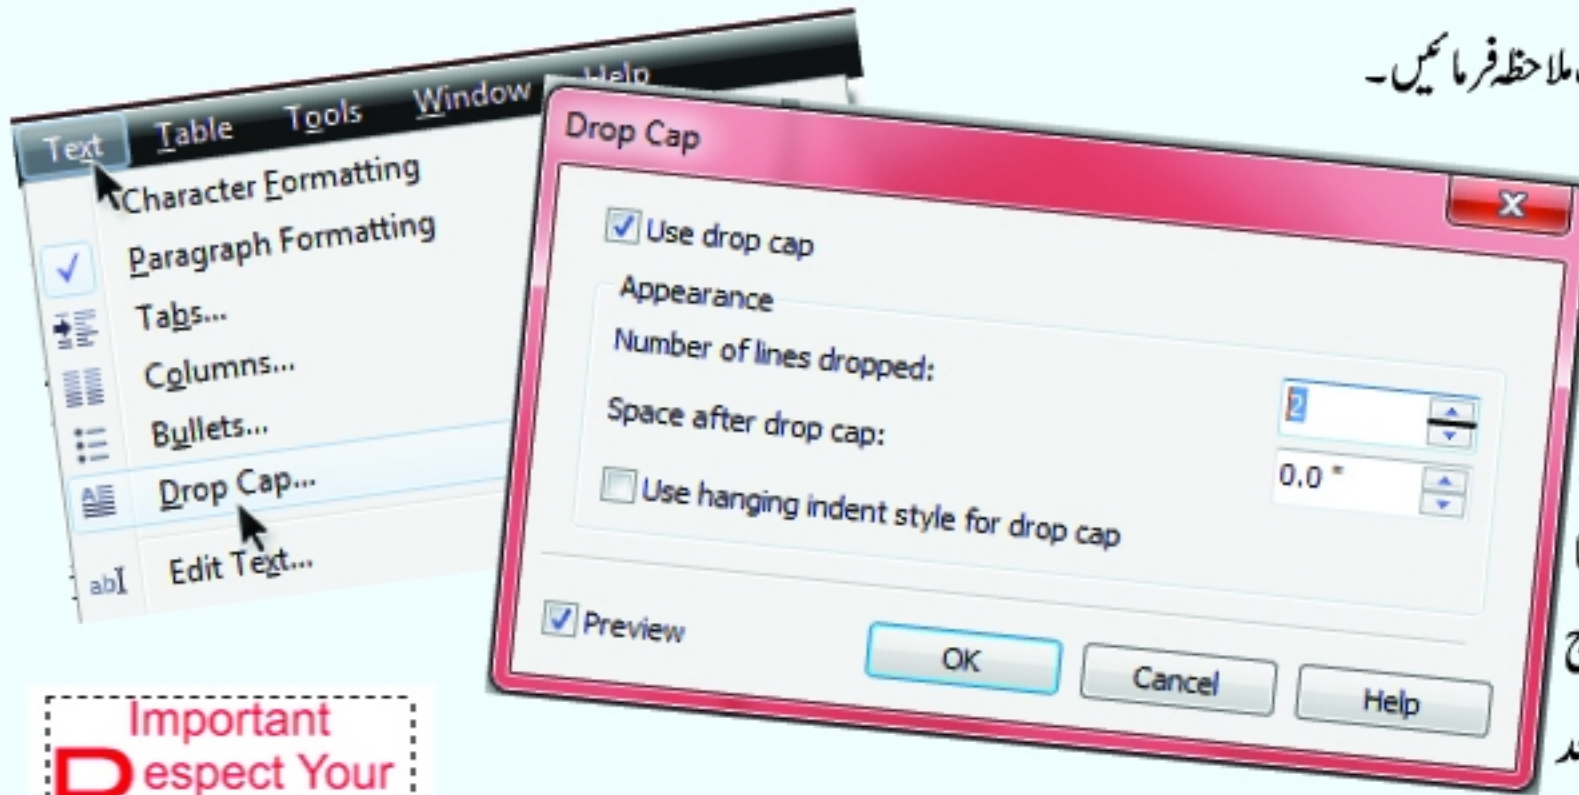 ملاحظہ فرمائیں۔
Text Table Tools Window Help
Character Formatting
Paragraph Formatting
Tabs...
Columns...
Bullets...
Drop Cap...
Edit Text...
Drop Cap
Use drop cap
Appearance
Number of lines dropped:
2
Space after drop cap:
0.0 "
Use hanging indent style for drop cap
Preview
OK Cancel Help
Important
Respect Your